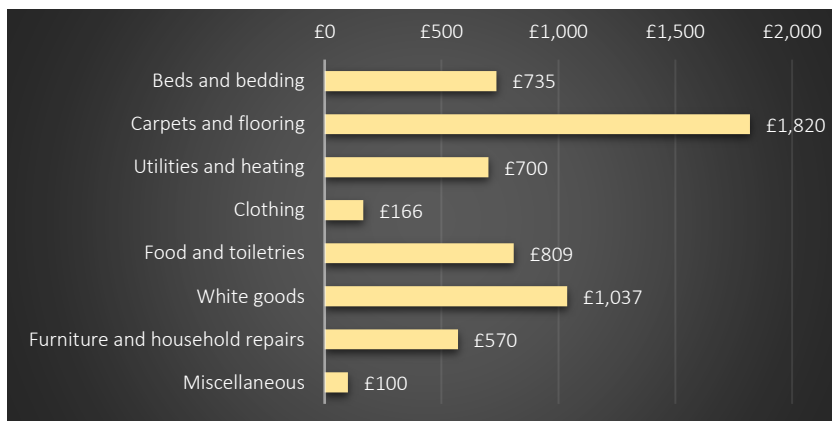 £0 £500 £1,000 £1,500 £2,000
Beds and bedding £735
Carpets and flooring £1,820
Utilities and heating £700
Clothing £166
Food and toiletries £809
White goods £1,037
Furniture and household repairs £570
Miscellaneous £100